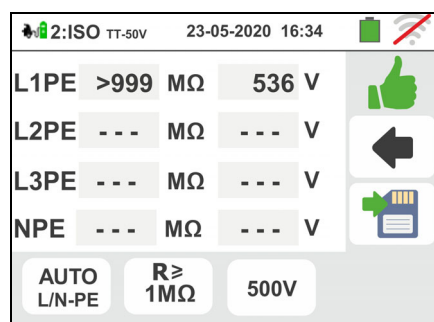 2:ISO TT-50V 23-05-2020 16:34
L1PE >999 MΩ 536 V
L2PE - - - MΩ - - - V
L3PE - - - MΩ - - - V
NPE - - - MΩ - - - V
AUTO R≥ 500V
L/N-PE 1MΩ